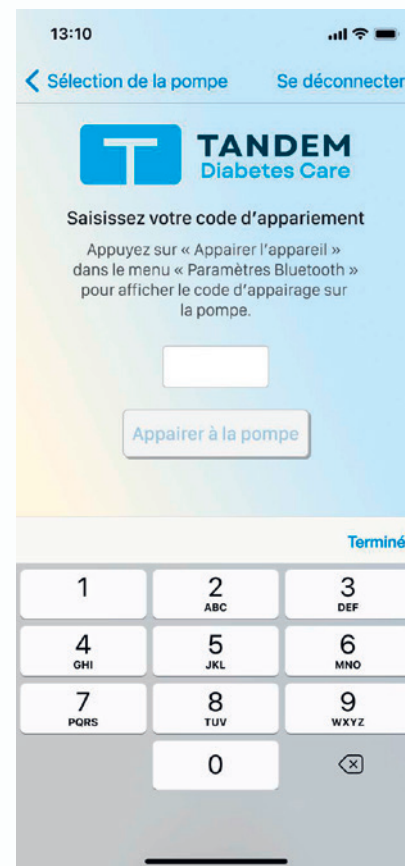 13:10
Sélection de la pompe Se déconnecter
TANDEM
Diabetes Care
Saisissez votre code d'appariement
Appuyez sur « Appairer l'appareil »
dans le menu « Paramètres Bluetooth »
pour afficher le code d'appairage sur
la pompe.
Appairer à la pompe
Terminé
1 2 3
ABC DEF
4 5 6
GHI JKL MNO
7 8 9
PQRS TUV WXYZ
0